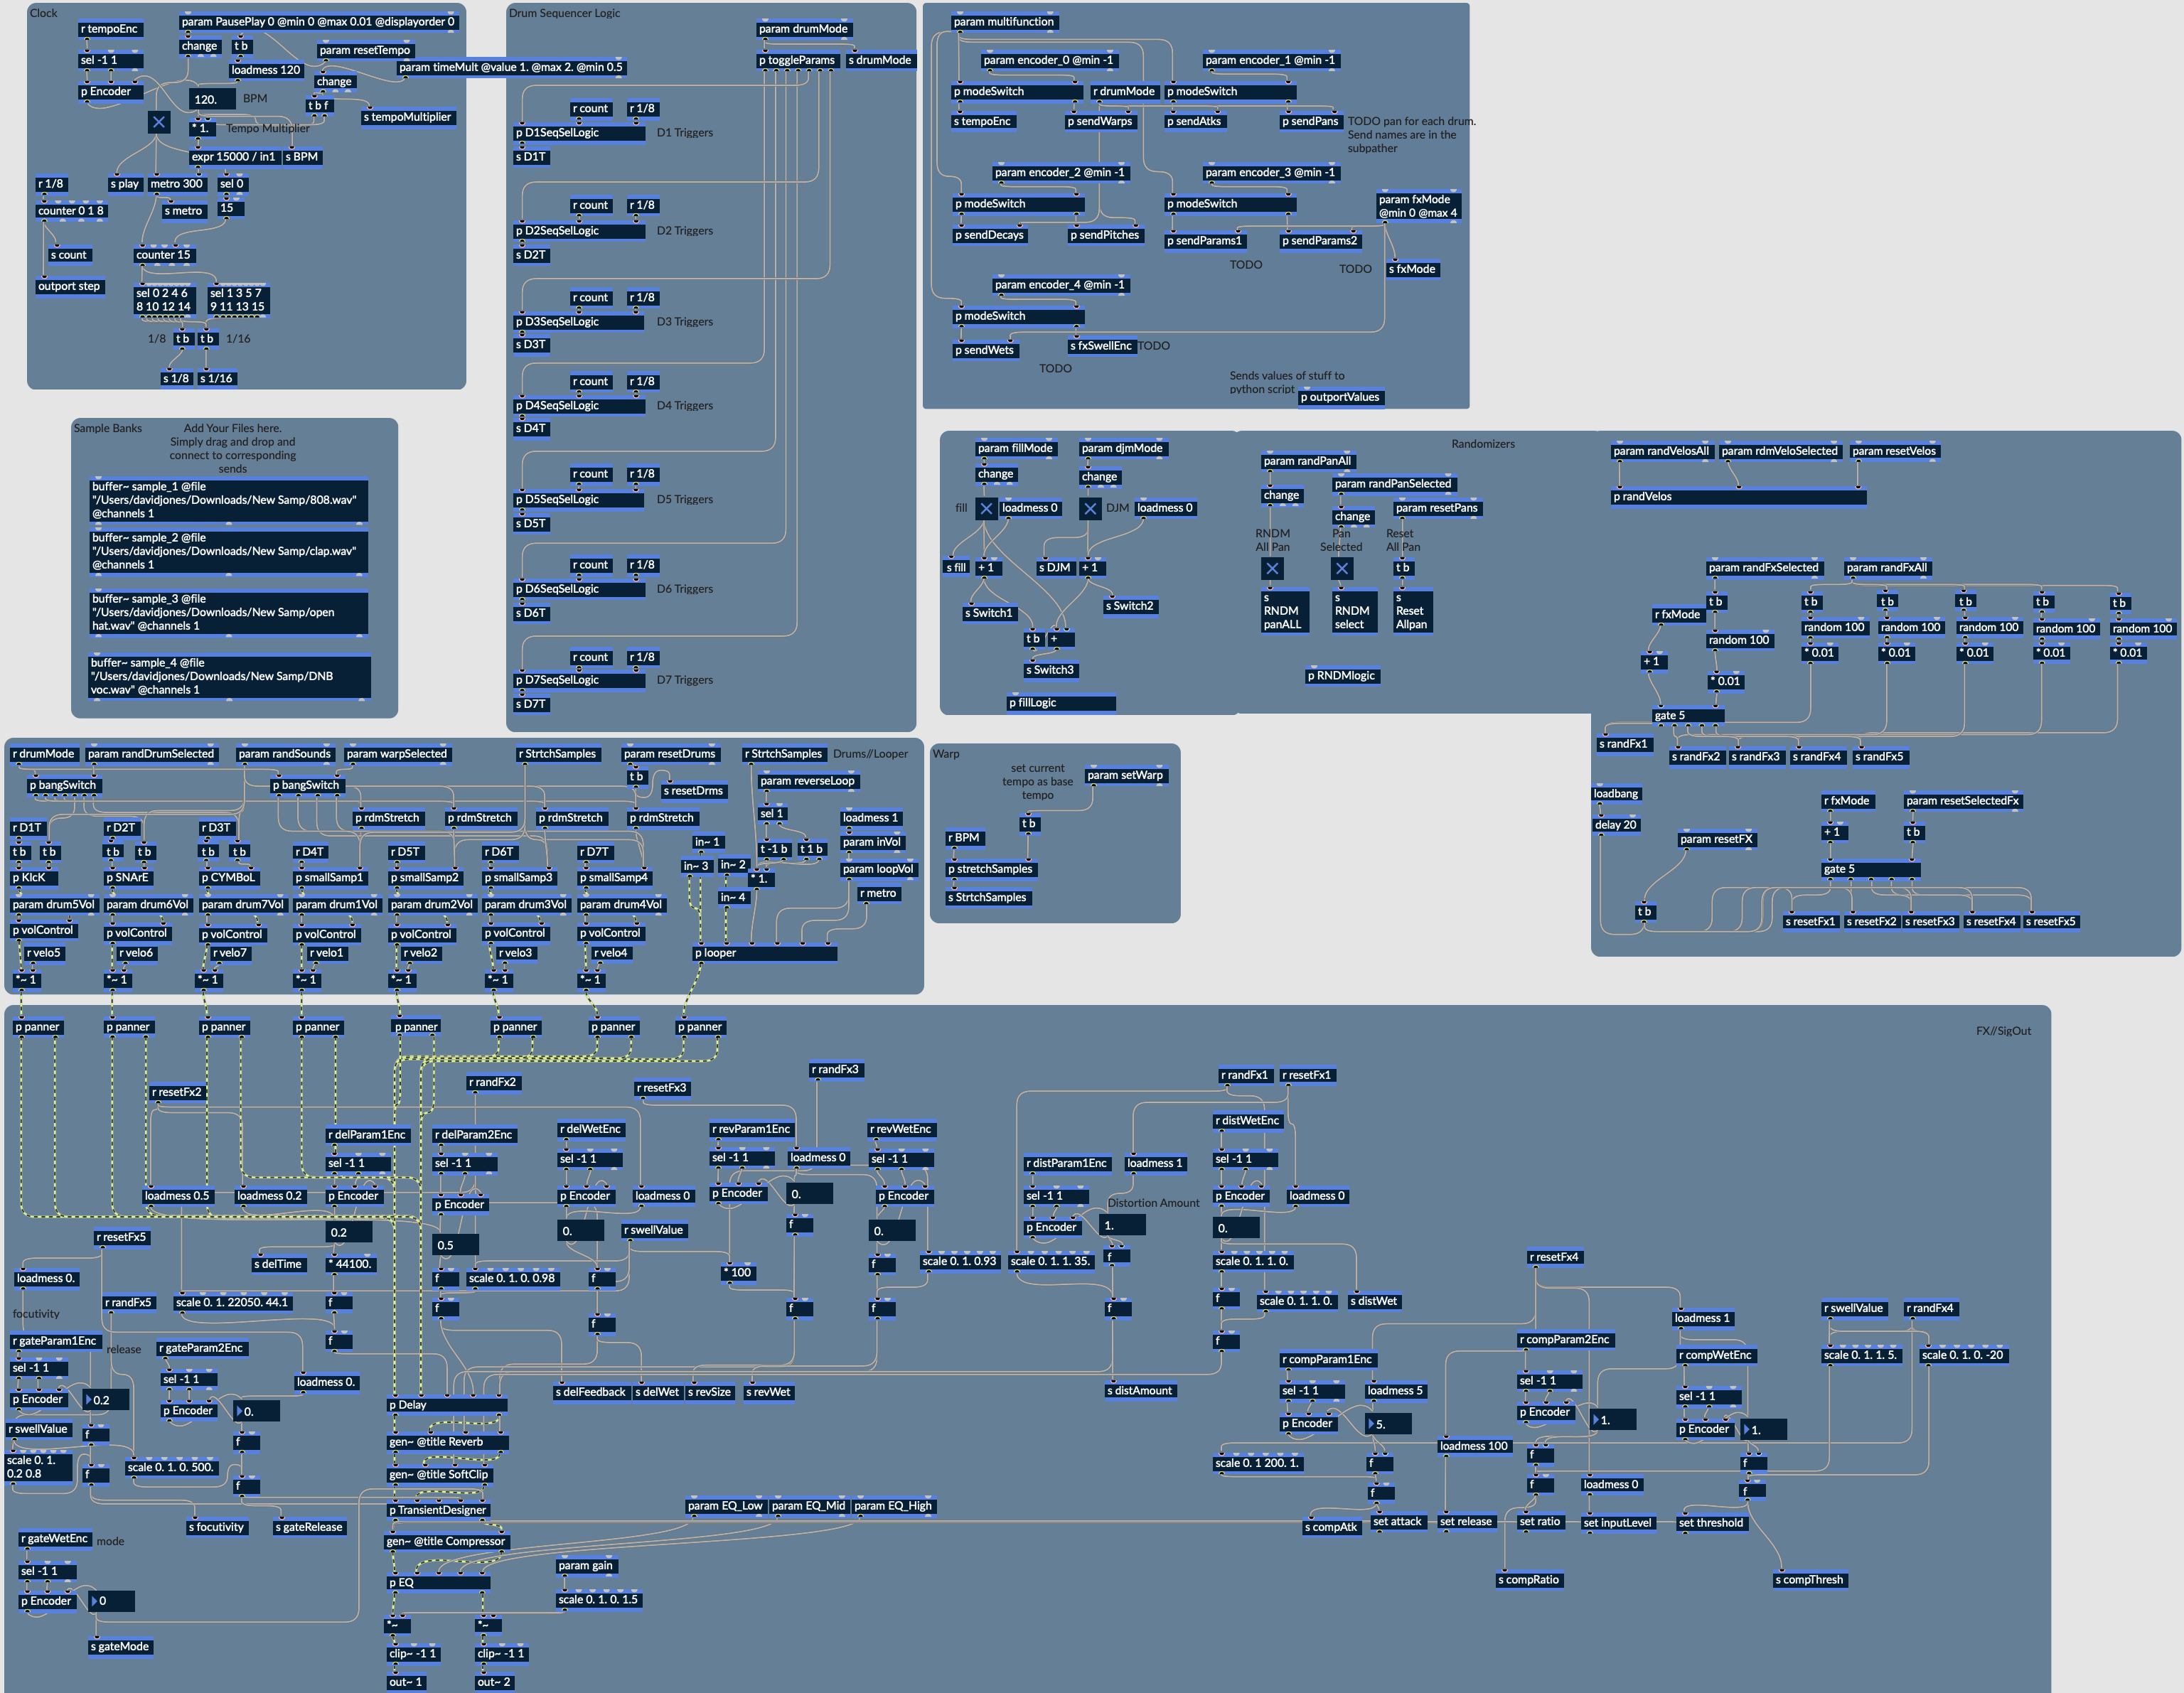 Clock
r tempoEnc
param PausePlay 0 @min 0 @max 0.01 @displayorder 0
change
t b
param resetTempo
sel -1 1
loadmess 120
param timeMult @value 1. @max 2. @min 0.5
change
p Encoder
120.
BPM
t b f
s tempoMultiplier
* 1.
Tempo Multiplier
expr 15000 / in1
s BPM
r 1/8
s play
metro 300
sel 0
counter 0 1 8
s metro
15
s count
counter 15
outport step
sel 0 2 4 6
8 10 12 14
sel 1 3 5 7
9 11 13 15
1/8
t b
t b
1/16
s 1/8
s 1/16
Sample Banks
Add Your Files here.
Simply drag and drop and
connect to corresponding
sends
buffer~ sample_1 @file
"/Users/davidjones/Downloads/New Samp/808.wav"
@channels 1
buffer~ sample_2 @file
"/Users/davidjones/Downloads/New Samp/clap.wav"
@channels 1
buffer~ sample_3 @file
"/Users/davidjones/Downloads/New Samp/open
hat.wav" @channels 1
buffer~ sample_4 @file
"/Users/davidjones/Downloads/New Samp/DNB
voc.wav" @channels 1
Drum Sequencer Logic
param drumMode
p toggleParams
s drumMode
r count
r 1/8
p D1SeqSelLogic
D1 Triggers
s D1T
r count
r 1/8
p D2SeqSelLogic
D2 Triggers
s D2T
r count
r 1/8
p D3SeqSelLogic
D3 Triggers
s D3T
r count
r 1/8
p D4SeqSelLogic
D4 Triggers
s D4T
r count
r 1/8
p D5SeqSelLogic
D5 Triggers
s D5T
r count
r 1/8
p D6SeqSelLogic
D6 Triggers
s D6T
r count
r 1/8
p D7SeqSelLogic
D7 Triggers
s D7T
param multifunction
param encoder_0 @min -1
param encoder_1 @min -1
p modeSwitch
r drumMode
p modeSwitch
s tempoEnc
p sendWarps
p sendAtks
p sendPans
TODO pan for each drum.
Send names are in the
subpather
param encoder_2 @min -1
param encoder_3 @min -1
p modeSwitch
p modeSwitch
param fxMode
@min 0 @max 4
p sendDecays
p sendPitches
p sendParams1
p sendParams2
TODO
TODO
s fxMode
param encoder_4 @min -1
p modeSwitch
p sendWets
s fxSwellEnc
TODO
TODO
Sends values of stuff to
python script
p outportValues
param fillMode
param djmMode
change
change
fill
loadmess 0
DJM
loadmess 0
s fill
+ 1
s DJM
+ 1
s Switch1
s Switch2
t b
+
s Switch3
p fillLogic
Randomizers
param randPanAll
param randPanSelected
change
param resetPans
change
RNDM
All Pan
Pan
Selected
Reset
All Pan
t b
s
RNDM
panALL
s
RNDM
select
s
Reset
Allpan
p RNDMlogic
param randVelosAll
param rdmVeloSelected
param resetVelos
p randVelos
param randFxSelected
param randFxAll
r fxMode
t b
t b
t b
t b
t b
t b
random 100
random 100
random 100
random 100
random 100
random 100
+ 1
* 0.01
* 0.01
* 0.01
* 0.01
* 0.01
* 0.01
gate 5
s randFx1
s randFx2
s randFx3
s randFx4
s randFx5
loadbang
delay 20
param resetFX
r fxMode
param resetSelectedFx
+ 1
t b
gate 5
t b
s resetFx1
s resetFx2
s resetFx3
s resetFx4
s resetFx5
r drumMode
param randDrumSelected
param randSounds
param warpSelected
r StrtchSamples
param resetDrums
r StrtchSamples
Drums//Looper
p bangSwitch
p bangSwitch
t b
s resetDrms
param reverseLoop
p rdmStretch
p rdmStretch
p rdmStretch
p rdmStretch
sel 1
loadmess 1
r D1T
r D2T
r D3T
in~ 1
param inVol
t b
t b
t b
t b
t b
t b
r D4T
r D5T
r D6T
r D7T
t -1 b
t 1 b
in~ 3
in~ 2
param loopVol
p KIcK
p SNArE
p CYMBoL
p smallSamp1
p smallSamp2
p smallSamp3
p smallSamp4
* 1.
in~ 4
r metro
param drum5Vol
param drum6Vol
param drum7Vol
param drum1Vol
param drum2Vol
param drum3Vol
param drum4Vol
p volControl
p volControl
p volControl
p volControl
p volControl
p volControl
p volControl
r velo5
r velo6
r velo7
r velo1
r velo2
r velo3
r velo4
p looper
*~ 1
*~ 1
*~ 1
*~ 1
*~ 1
*~ 1
*~ 1
Warp
set current
tempo as base
tempo
param setWarp
t b
r BPM
p stretchSamples
s StrtchSamples
p panner
p panner
p panner
p panner
p panner
p panner
p panner
p panner
FX//SigOut
r resetFx2
r randFx2
r resetFx3
r randFx3
r randFx1
r resetFx1
r delParam1Enc
r delParam2Enc
r delWetEnc
r revParam1Enc
r revWetEnc
r distWetEnc
sel -1 1
sel -1 1
sel -1 1
sel -1 1
loadmess 0
sel -1 1
r distParam1Enc
loadmess 1
sel -1 1
loadmess 0.5
loadmess 0.2
p Encoder
p Encoder
p Encoder
loadmess 0
p Encoder
0.
p Encoder
sel -1 1
Distortion Amount
p Encoder
loadmess 0
r resetFx5
0.2
0.5
0.
r swellValue
f
0.
p Encoder
1.
0.
s delTime
* 44100.
f
scale 0. 1. 0. 0.98
f
* 100
f
scale 0. 1. 0.93
scale 0. 1. 1. 35.
f
scale 0. 1. 1. 0.
r resetFx4
loadmess 0.
r randFx5
scale 0. 1. 22050. 44.1
f
f
f
f
f
f
f
scale 0. 1. 1. 0.
s distWet
focutivity
f
f
r swellValue
r randFx4
r gateParam1Enc
release
r gateParam2Enc
loadmess 1
r compParam2Enc
sel -1 1
sel -1 1
loadmess 0.
r compParam1Enc
r compWetEnc
scale 0. 1. 1. 5.
scale 0. 1. 0. -20
p Encoder
0.2
p Encoder
0.
p Delay
s delFeedback
s delWet
s revSize
s revWet
s distAmount
sel -1 1
loadmess 5
sel -1 1
sel -1 1
r swellValue
f
f
gen~ @title Reverb
p Encoder
5.
p Encoder
1.
p Encoder
1.
scale 0. 1.
0.2 0.8
f
scale 0. 1. 0. 500.
f
gen~ @title SoftClip
scale 0. 1 200. 1.
f
loadmess 100
f
f
f
f
loadmess 0
f
s focutivity
s gateRelease
p TransientDesigner
param EQ_Low
param EQ_Mid
param EQ_High
s compAtk
set attack
set release
set ratio
set inputLevel
set threshold
r gateWetEnc
mode
gen~ @title Compressor
sel -1 1
p EQ
param gain
s compRatio
s compThresh
p Encoder
0
scale 0. 1. 0. 1.5
*~
*~
s gateMode
clip~ -1 1
clip~ -1 1
out~ 1
out~ 2